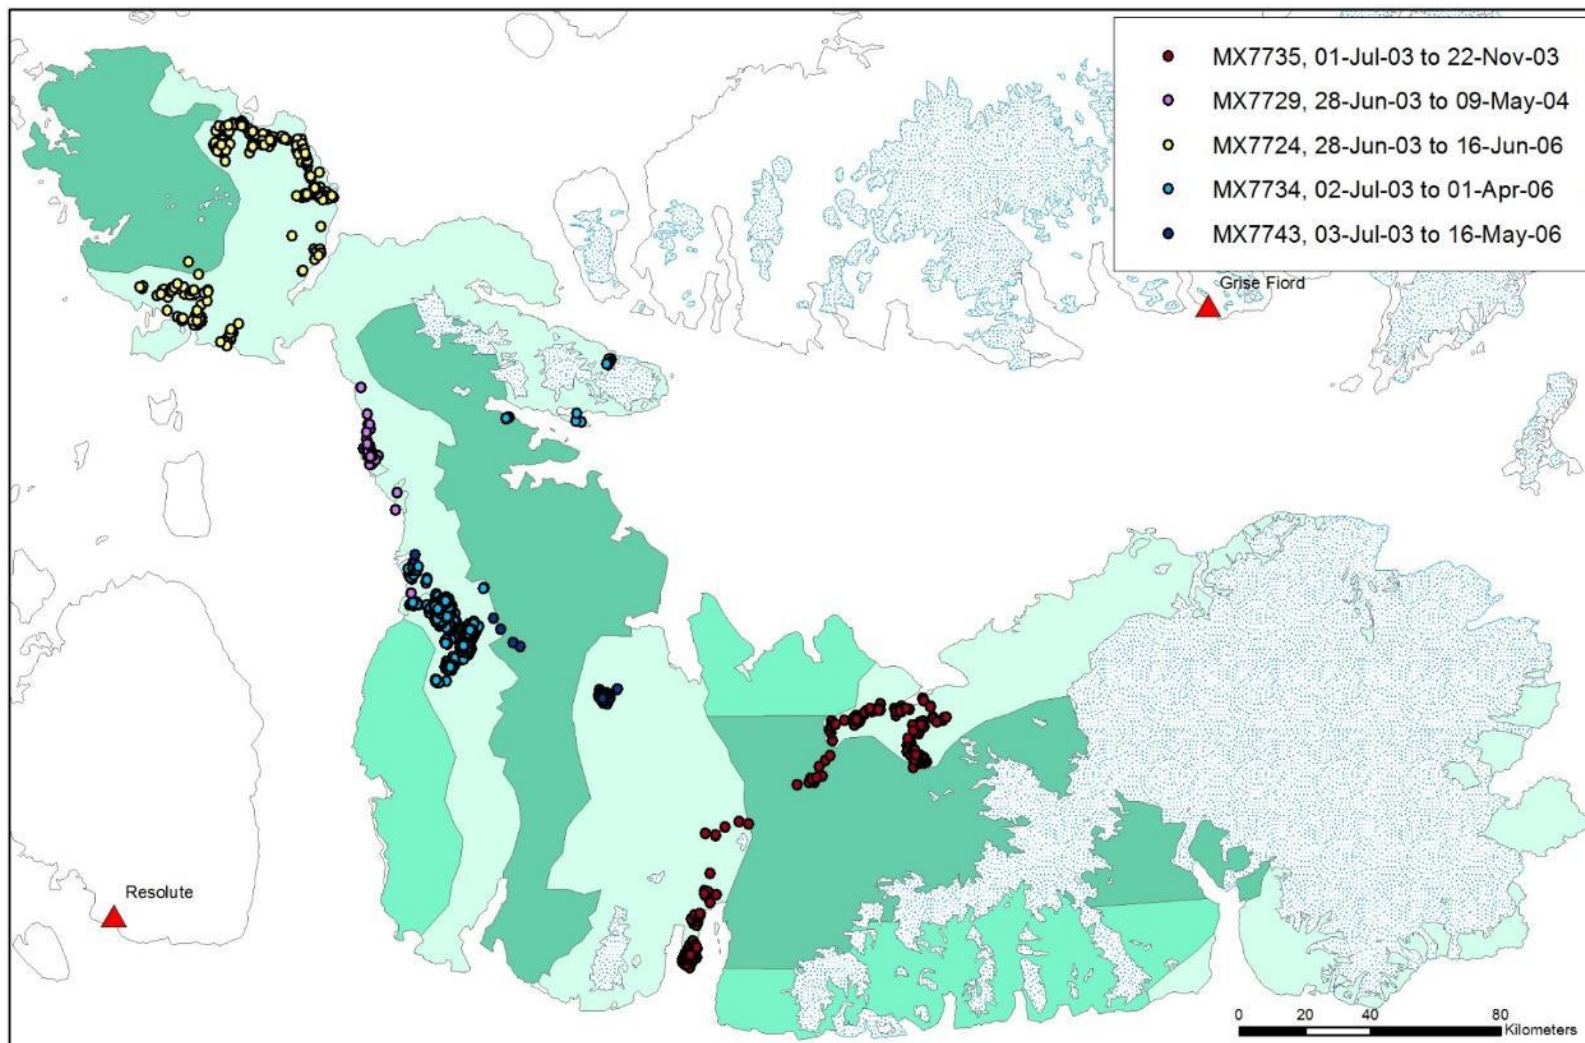 MX7735, 01-Jul-03 to 22-Nov-03
MX7729, 28-Jun-03 to 09-May-04
MX7724, 28-Jun-03 to 16-Jun-06
MX7734, 02-Jul-03 to 01-Apr-06
MX7743, 03-Jul-03 to 16-May-06
Grise Fiord
Resolute
0 20 40 80
Kilometers